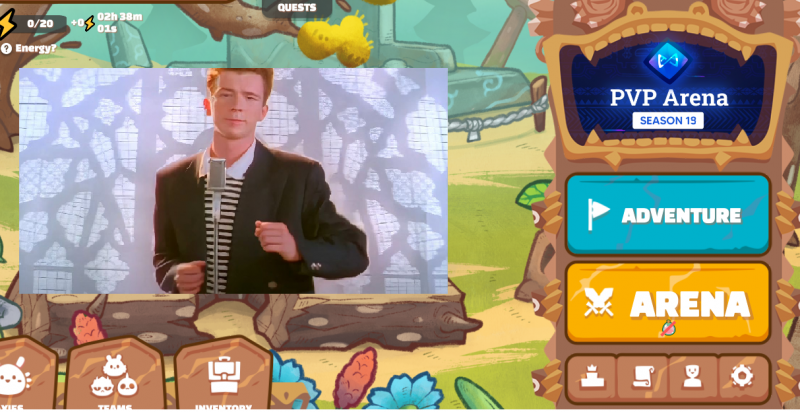 QUESTS
0/20
+0
02h 38m
01s
? Energy?
PVP Arena
SEASON 19
ADVENTURE
ARENA
TEAMS
INVENTORY